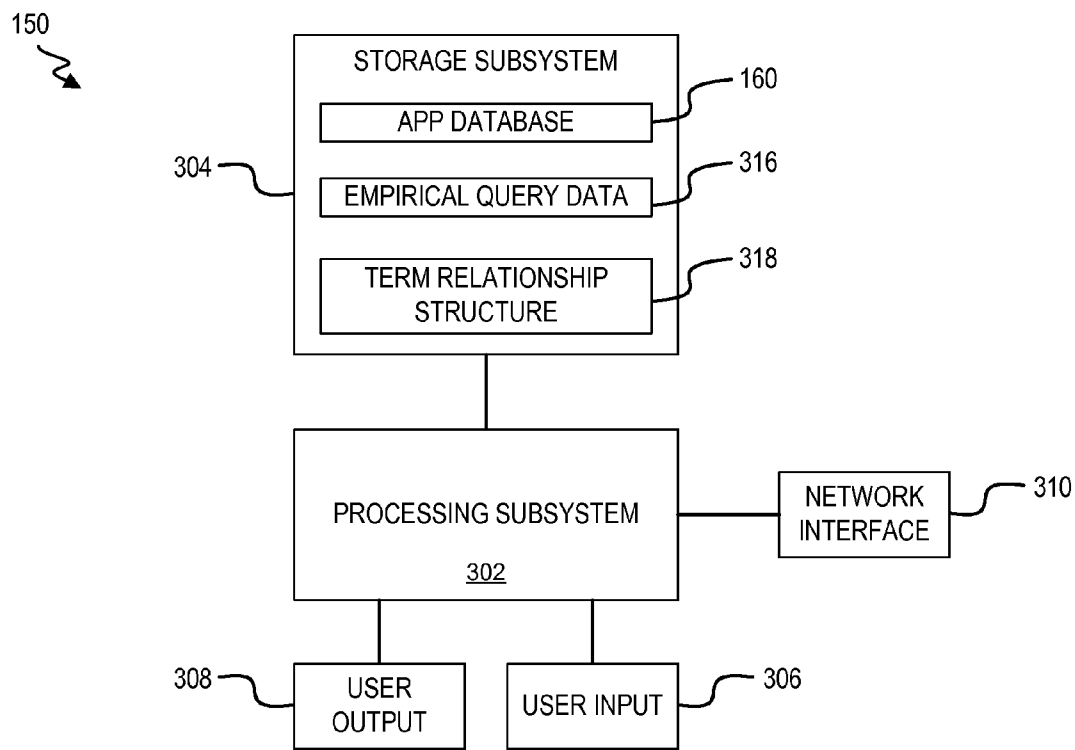 150
STORAGE SUBSYSTEM
160
APP DATABASE
304
EMPIRICAL QUERY DATA
316
318
TERM RELATIONSHIP
STRUCTURE
PROCESSING SUBSYSTEM
302
NETWORK
INTERFACE
310
308
USER
OUTPUT
USER INPUT
306